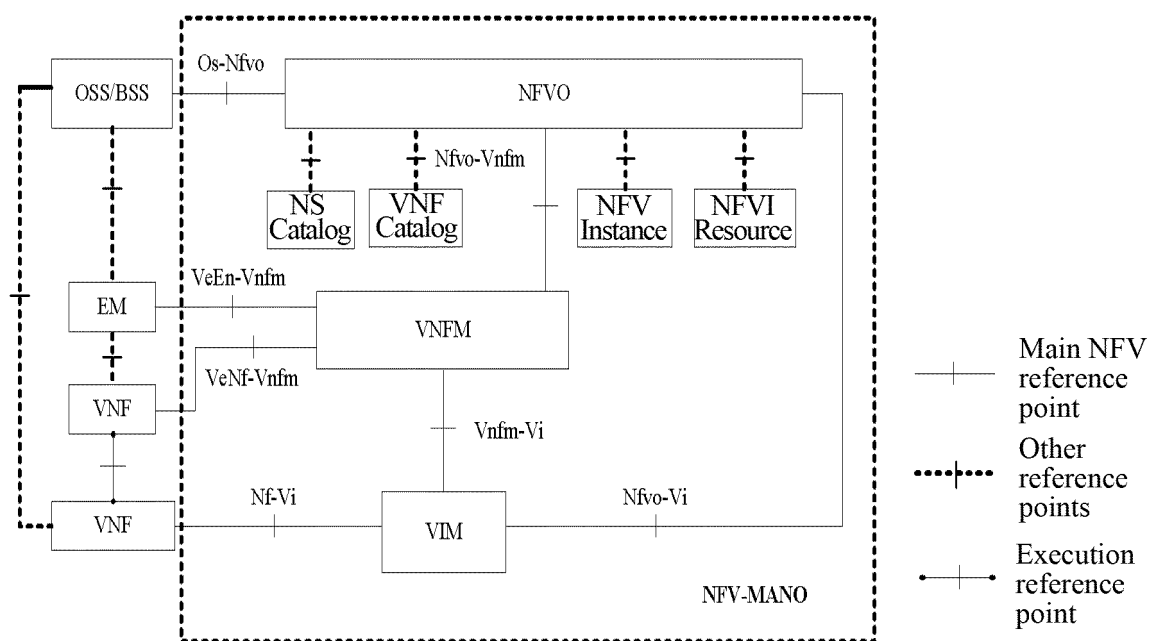 Os-Nfvo
OSS/BSS
NFVO
Nfvo-Vnfm
NS
Catalog
VNF
Catalog
NFV
Instance
NFVI
Resource
VeEn-Vnfm
EM
VNFM
VeNf-Vnfm
VNF
Vnfm-Vi
Nf-Vi
Nfvo-Vi
VNF
VIM
NFV-MANO
Main NFV
reference
point
Other
reference
points
Execution
reference
point